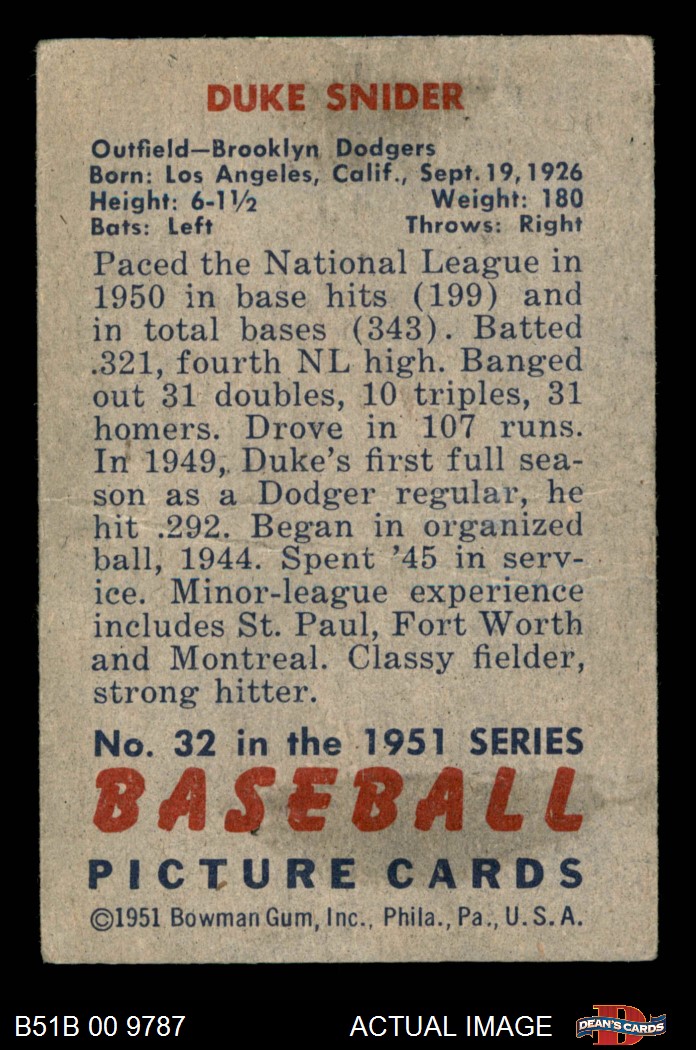 DUKE SNIDER
Outfield—Brooklyn Dodgers
Born: Los Angeles, Calif., Sept. 19, 1926
Height: 6-1½ Weight: 180
Bats: Left Throws: Right
Paced the National League in
1950 in base hits (199) and
in total bases (343). Batted
.321, fourth NL high. Banged
out 31 doubles, 10 triples, 31
homers. Drove in 107 runs.
In 1949, Duke's first full sea-
son as a Dodger regular, he
hit .292. Began in organized
ball, 1944. Spent '45 in serv-
ice. Minor-league experience
includes St. Paul, Fort Worth
and Montreal. Classy fielder,
strong hitter.
No. 32 in the 1951 SERIES
BASEBALL
PICTURE CARDS
©1951 Bowman Gum, Inc., Phila., Pa., U.S.A.
B51B 00 9787 ACTUAL IMAGE
D
DEAN'S CARDS